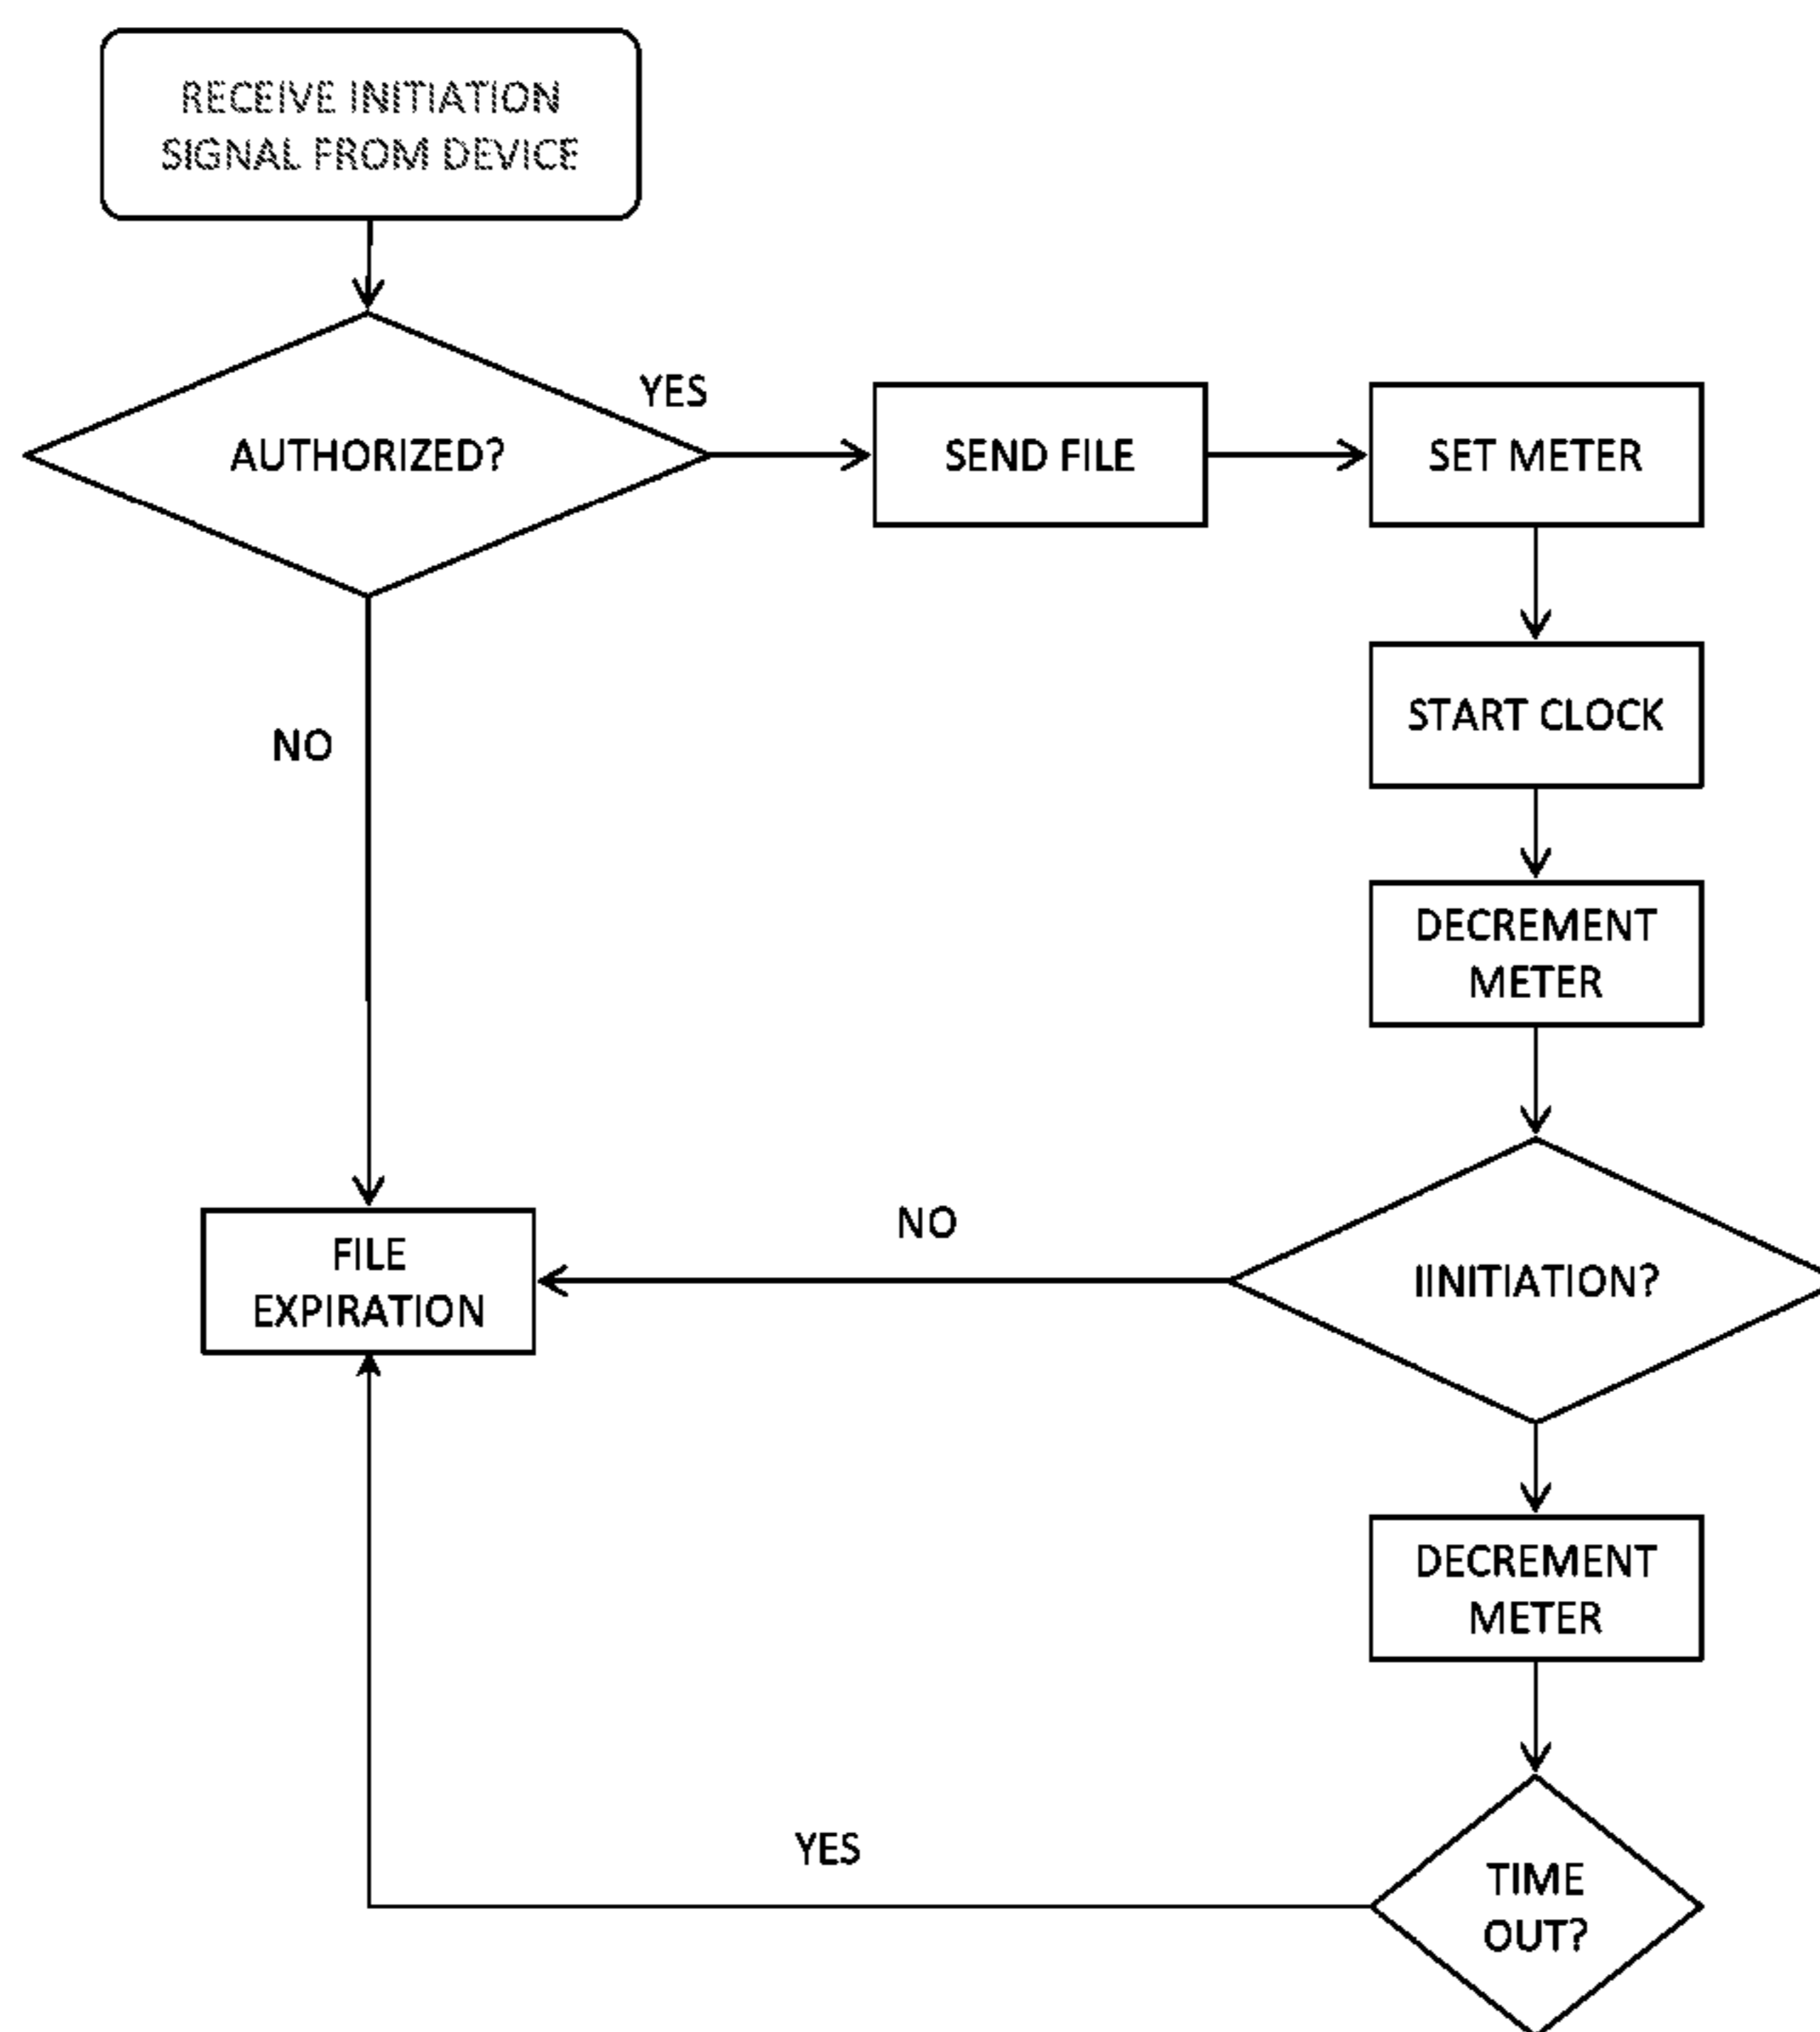 RECEIVE INITIATION
SIGNAL FROM DEVICE
YES
AUTHORIZED?
SEND FILE
SET METER
START CLOCK
NO
DECREMENT
METER
NO
FILE
EXPIRATION
IINITIATION?
DECREMENT
METER
YES
TIME
OUT?